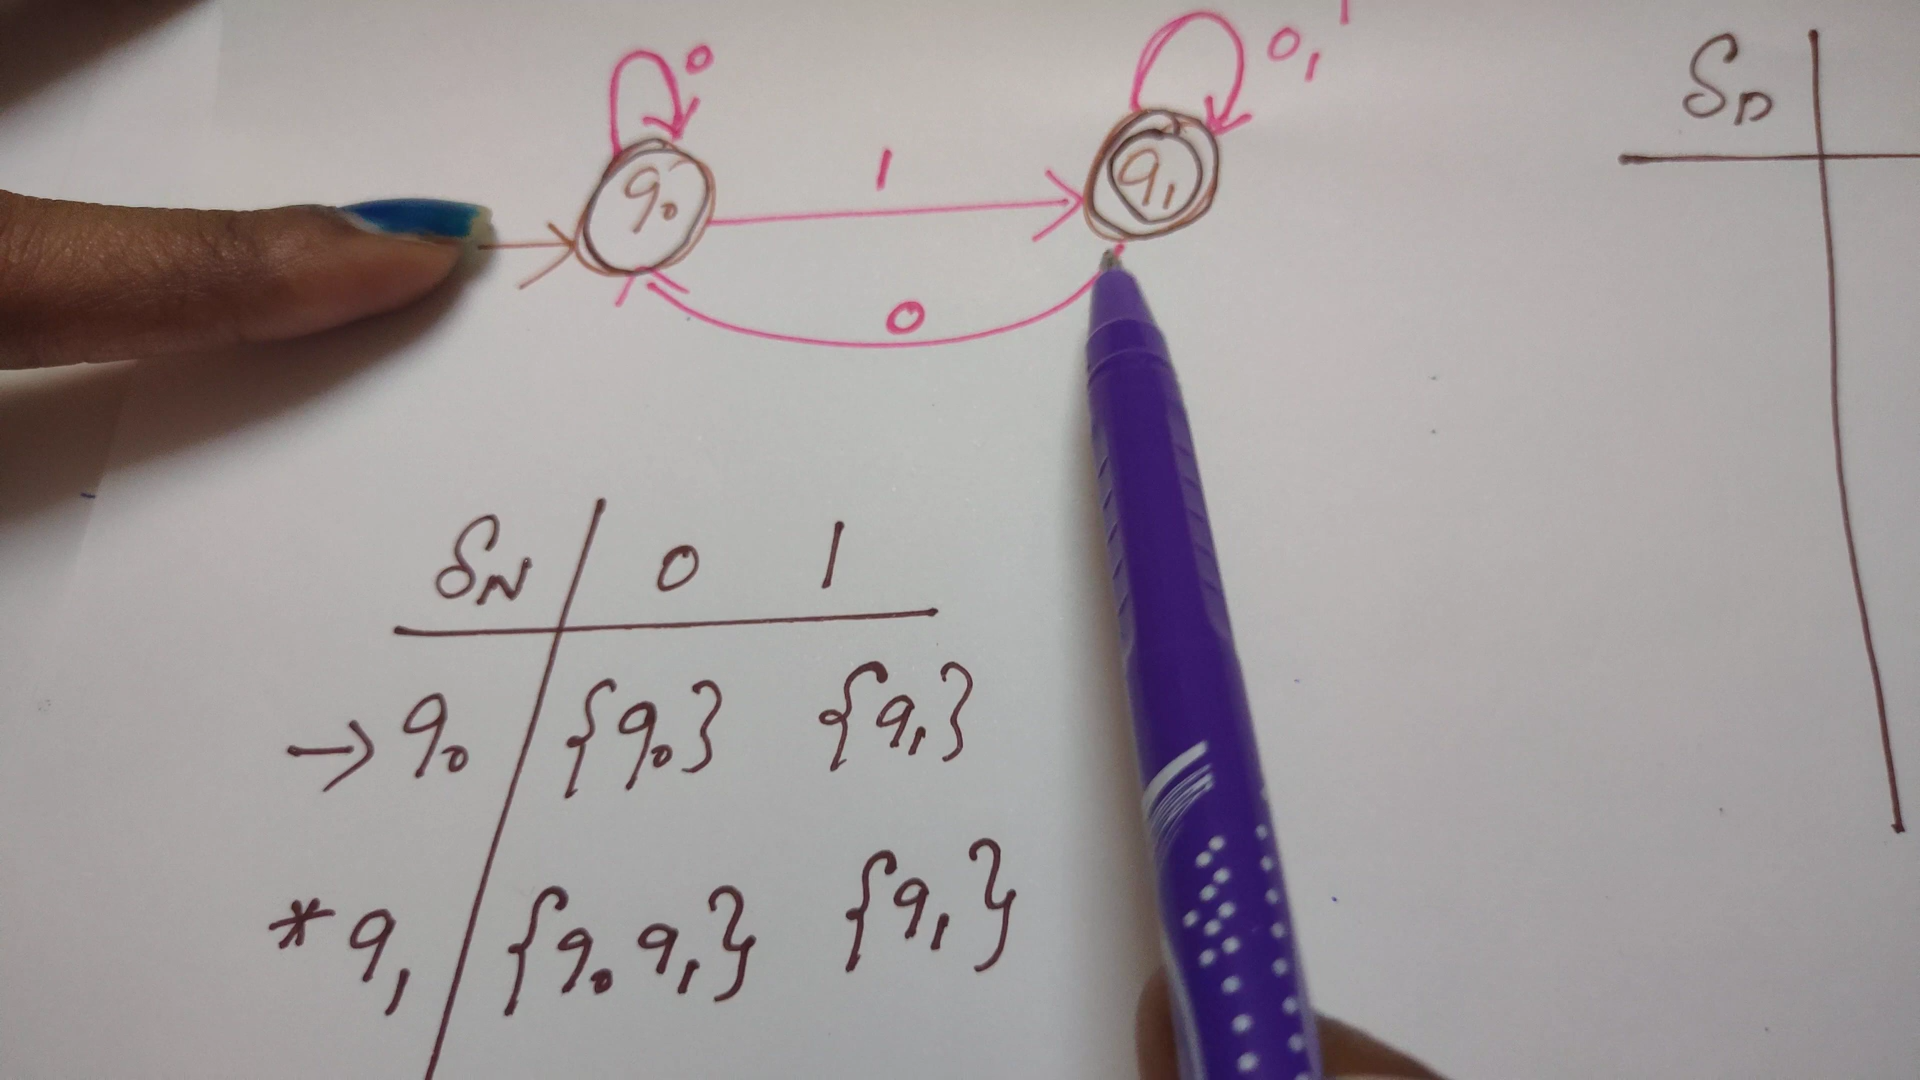 0 0,1
q₀ 1 q₁
0
δN 0 1
→ q₀ {q₀} {q₁}
* q₁ {q₀ q₁} {q₁}
δD